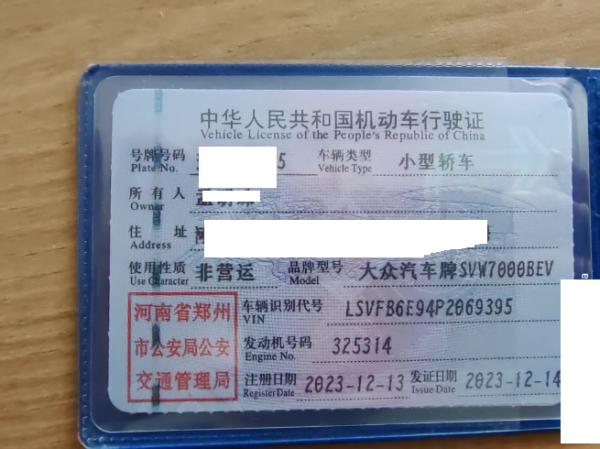 中华人民共和国机动车行驶证
Vehicle License of the People's Republic of China
号牌号码 5 车辆类型 小型轿车
Plate No. Vehicle Type
所有人
Owner
住址
Address
使用性质 非营运 品牌型号 大众汽车牌SVW7000BEV
Use Character Model
河南省郑州 车辆识别代号 LSVFB6E94P2069395
VIN
市公安局公安 发动机号码 325314
Engine No.
交通管理局 注册日期 2023-12-13 发证日期 2023-12-14
Register Date Issue Date